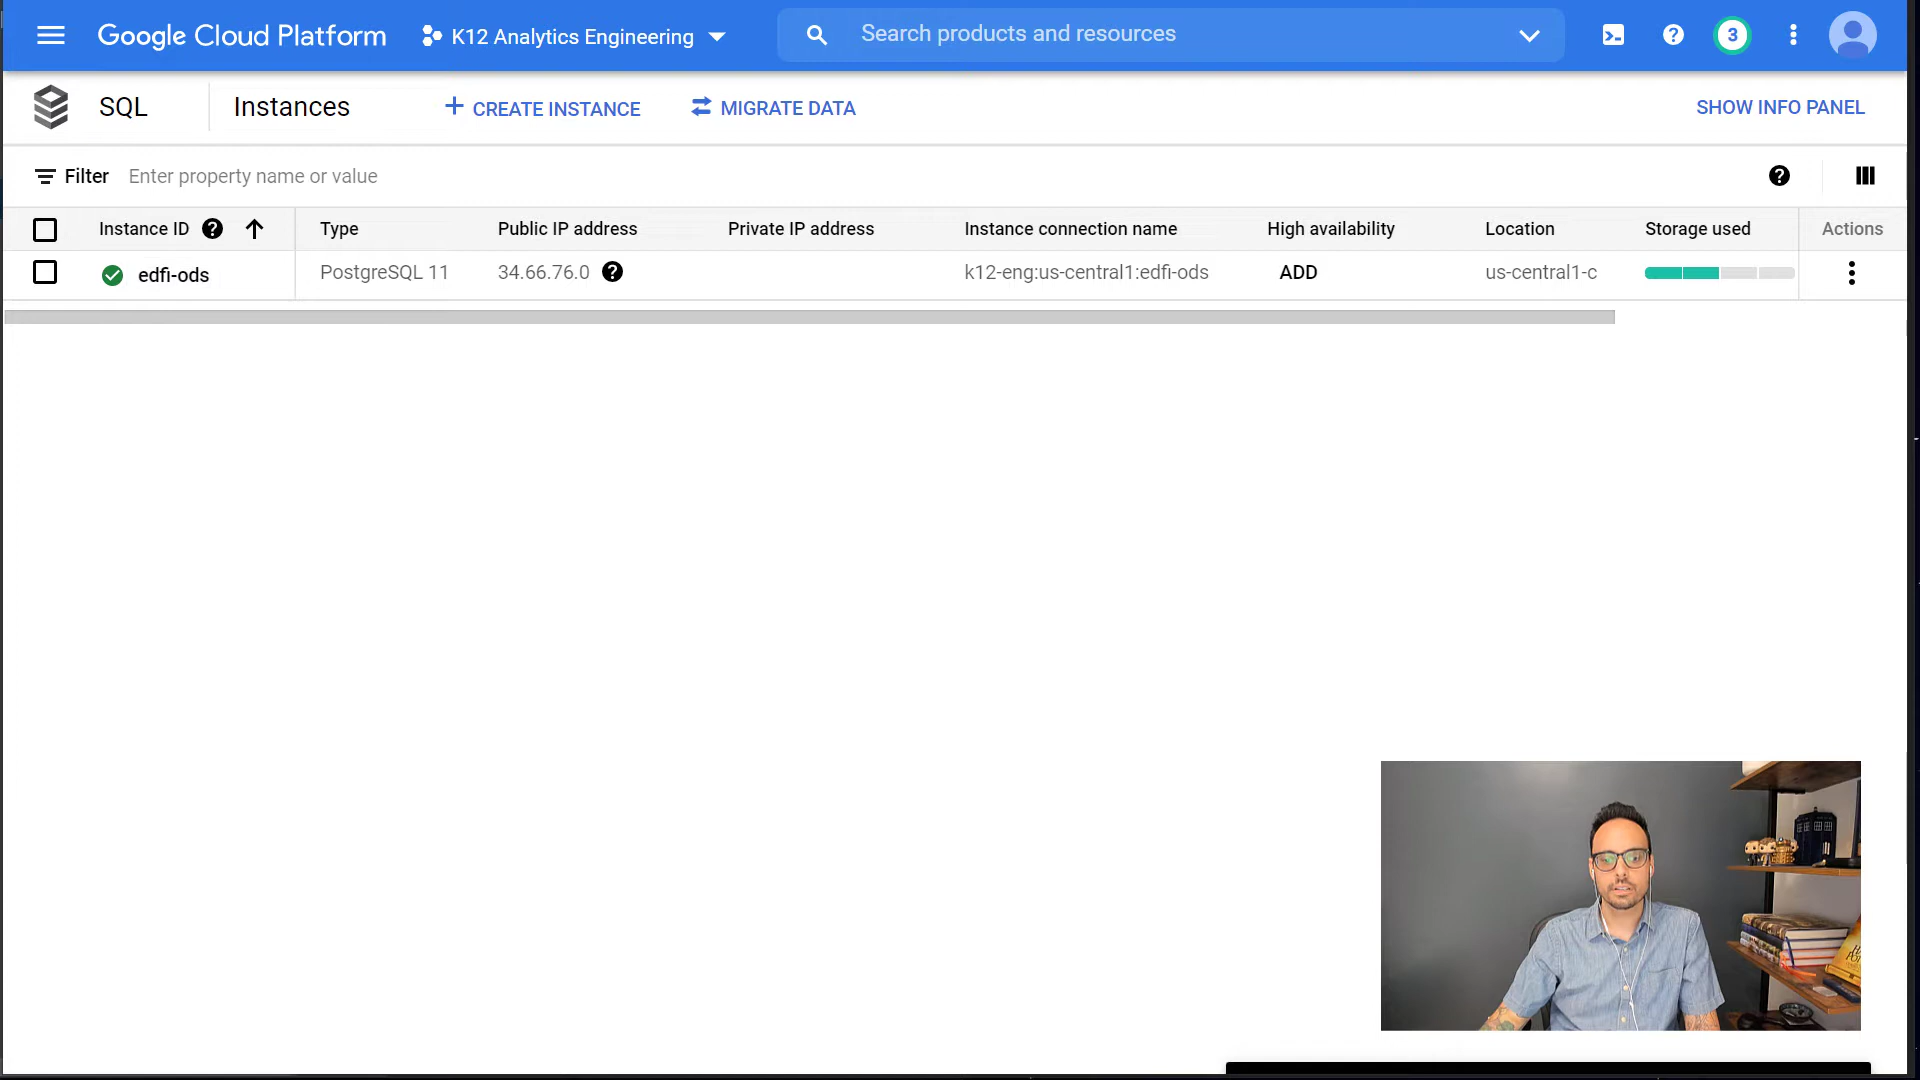 Google Cloud Platform
K12 Analytics Engineering
Search products and resources
3
SQL
Instances
CREATE INSTANCE
MIGRATE DATA
SHOW INFO PANEL
Filter Enter property name or value
Instance ID Type Public IP address Private IP address Instance connection name High availability Location Storage used Actions
edfi-ods PostgreSQL 11 34.66.76.0 k12-eng:us-central1:edfi-ods ADD us-central1-c